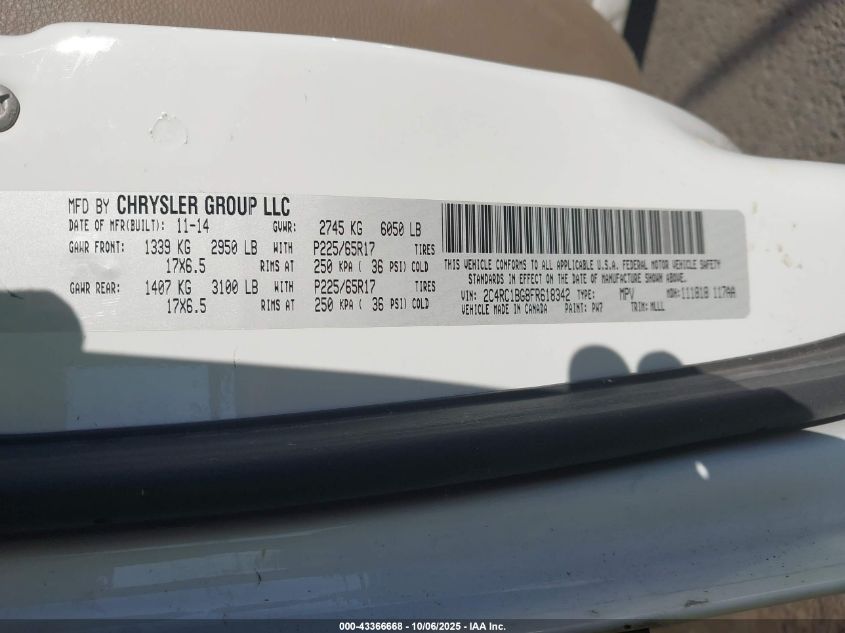 MFD BY CHRYSLER GROUP LLC
DATE OF MFR(BUILT): 11-14 GVWR: 2745 KG 6050 LB
GAWR FRONT: 1339 KG 2950 LB WITH P225/65R17 TIRES
17X6.5 RIMS AT 250 KPA ( 36 PSI) COLD
GAWR REAR: 1407 KG 3100 LB WITH P225/65R17 TIRES
17X6.5 RIMS AT 250 KPA ( 36 PSI) COLD
THIS VEHICLE CONFORMS TO ALL APPLICABLE U.S.A. FEDERAL MOTOR VEHICLE SAFETY
STANDARDS IN EFFECT ON THE DATE OF MANUFACTURE SHOWN ABOVE.
VIN: 2C4RC1BG8FR618342 TYPE: MPV MDH: 111818 117AA
VEHICLE MADE IN CANADA PAINT: PW7 TRIM: MLLL
000-43366668 - 10/06/2025 - IAA Inc.